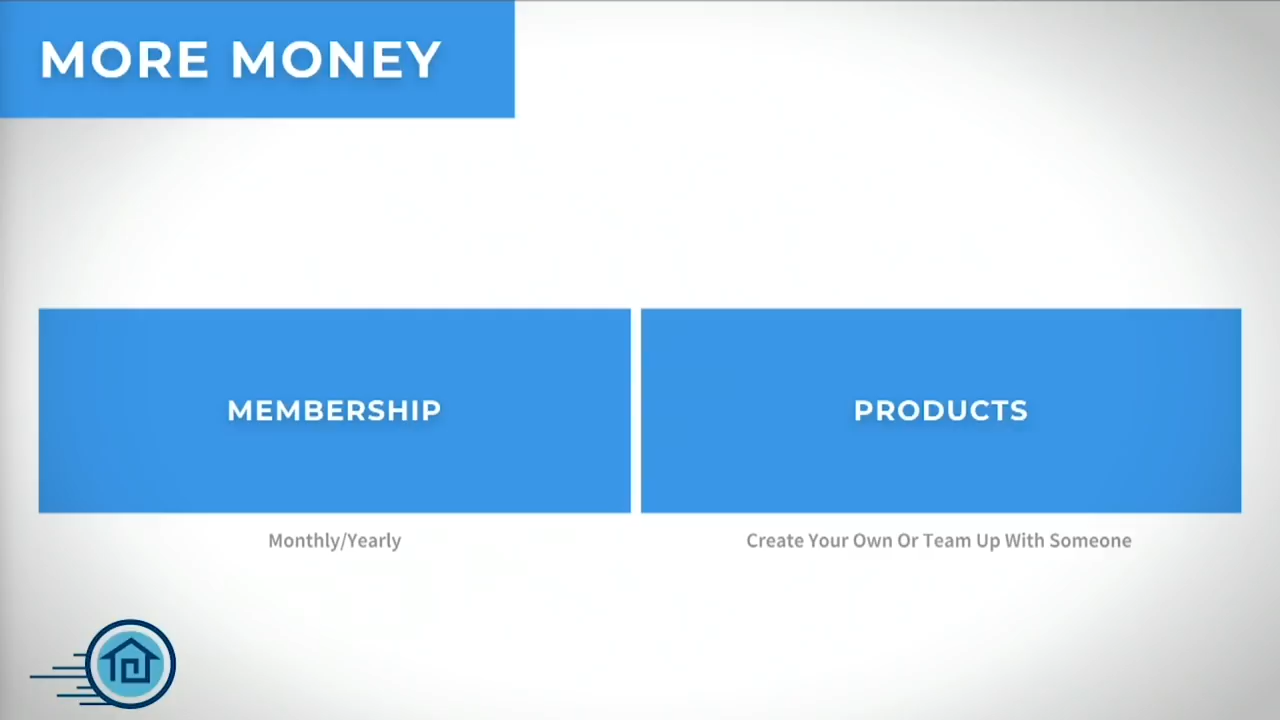 MORE MONEY
MEMBERSHIP
PRODUCTS
Monthly/Yearly
Create Your Own Or Team Up With Someone